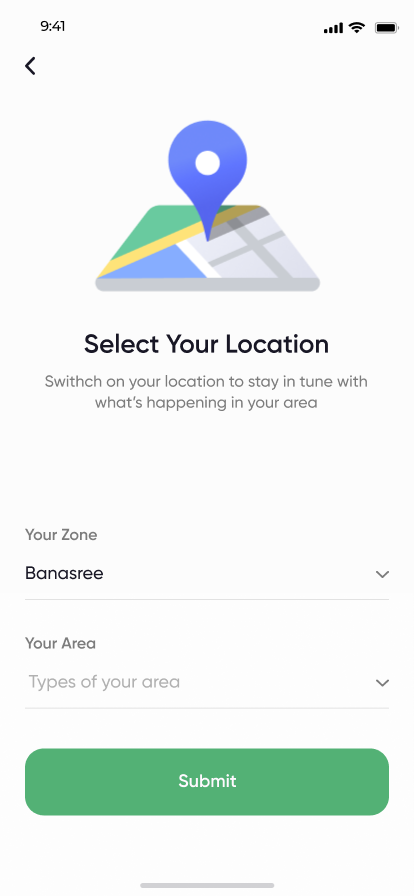 9:41
Select Your Location
Swithch on your location to stay in tune with
what's happening in your area
Your Zone
Banasree
Your Area
Types of your area
Submit